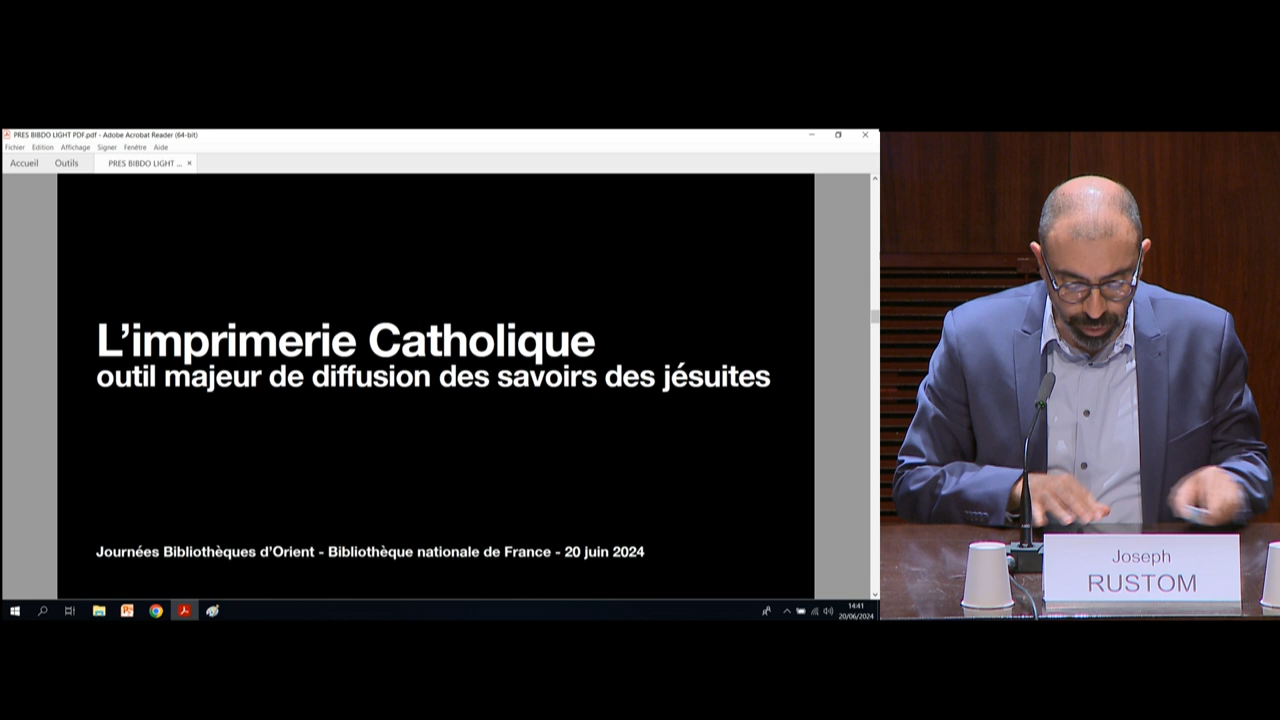 PRES BIBDO LIGHT PDF.pdf - Adobe Acrobat Reader (64-bit)
Fichier Edition Affichage Signer Fenêtre Aide
Accueil Outils PRES BIBDO LIGHT ...
L’imprimerie Catholique
outil majeur de diffusion des savoirs des jésuites
Journées Bibliothèques d’Orient - Bibliothèque nationale de France - 20 juin 2024
14:41
20/06/2024
Joseph
RUSTOM